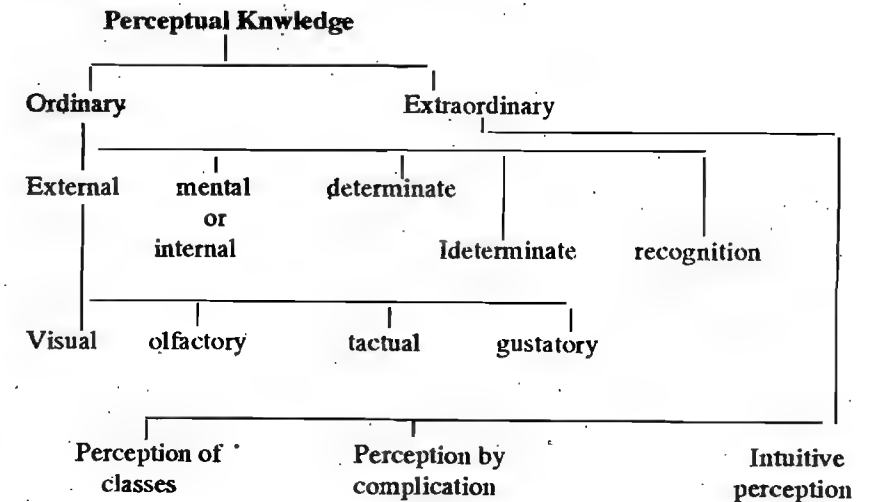 Perceptual Knwledge
Ordinary
Extraordinary
External
mental
or
internal
determinate
Ideterminate
recognition
Visual
olfactory
tactual
gustatory
Perception of
classes
Perception by
complication
Intuitive
perception